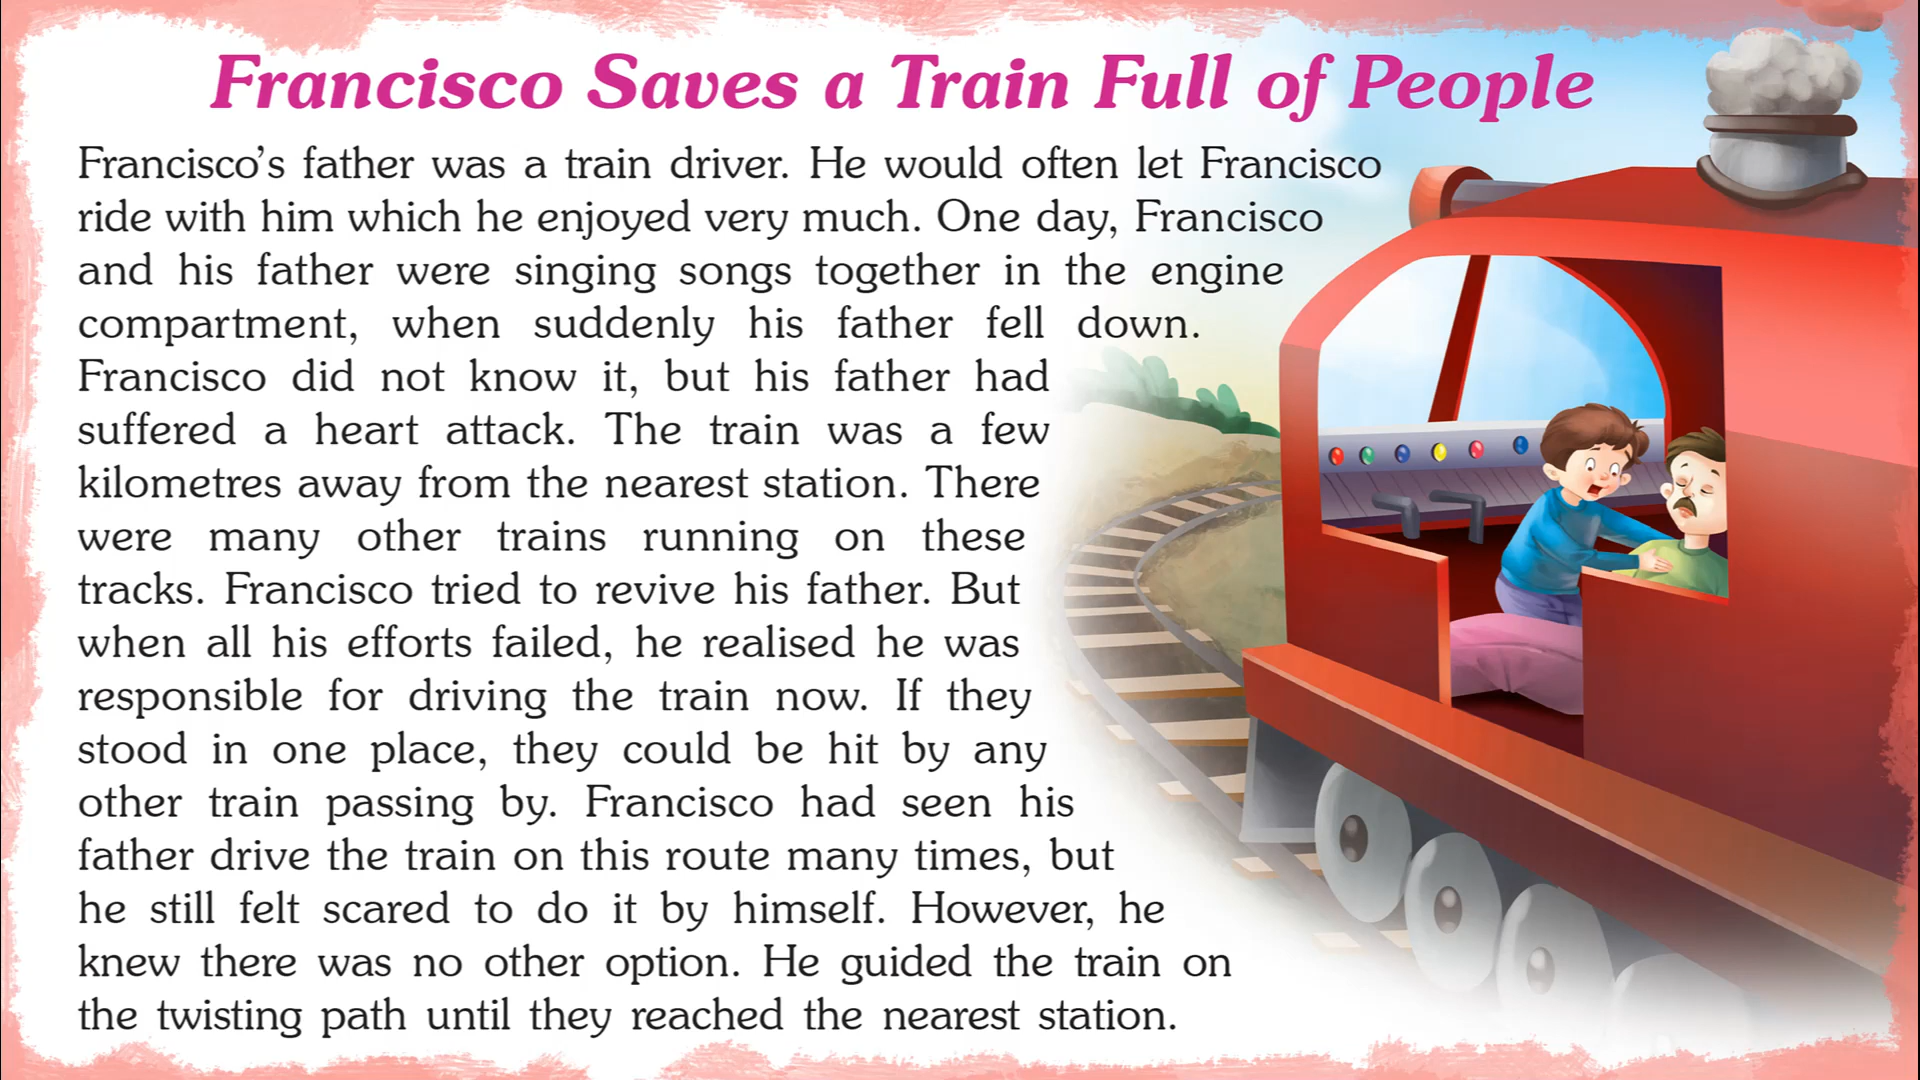 Francisco Saves a Train Full of People
Francisco’s father was a train driver. He would often let Francisco
ride with him which he enjoyed very much. One day, Francisco
and his father were singing songs together in the engine
compartment, when suddenly his father fell down.
Francisco did not know it, but his father had
suffered a heart attack. The train was a few
kilometres away from the nearest station. There
were many other trains running on these
tracks. Francisco tried to revive his father. But
when all his efforts failed, he realised he was
responsible for driving the train now. If they
stood in one place, they could be hit by any
other train passing by. Francisco had seen his
father drive the train on this route many times, but
he still felt scared to do it by himself. However, he
knew there was no other option. He guided the train on
the twisting path until they reached the nearest station.